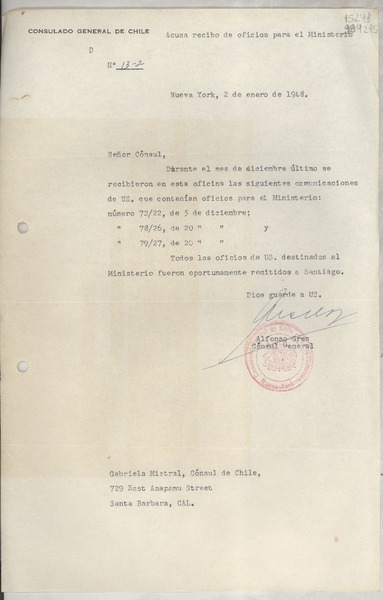 CONSULADO GENERAL DE CHILE
Acusa recibo de oficios para el Ministerio
D
Nº 13-2
Nueva York, 2 de enero de 1948.
Señor Cónsul,
Durante el mes de diciembre último se
recibieron en esta oficina las siguientes comunicaciones
de US. que contenían oficios para el Ministerio:
número 72/22, de 5 de diciembre;
" 78/26, de 20 " " y
" 79/27, de 20 " "
Todos los oficios de US. destinados al
Ministerio fueron oportunamente remitidos a Santiago.
Dios guarde a US.
Alfonso Grez
Cónsul General
Gabriela Mistral, Cónsul de Chile,
729 East Anapamu Street
Santa Barbara, CAL.